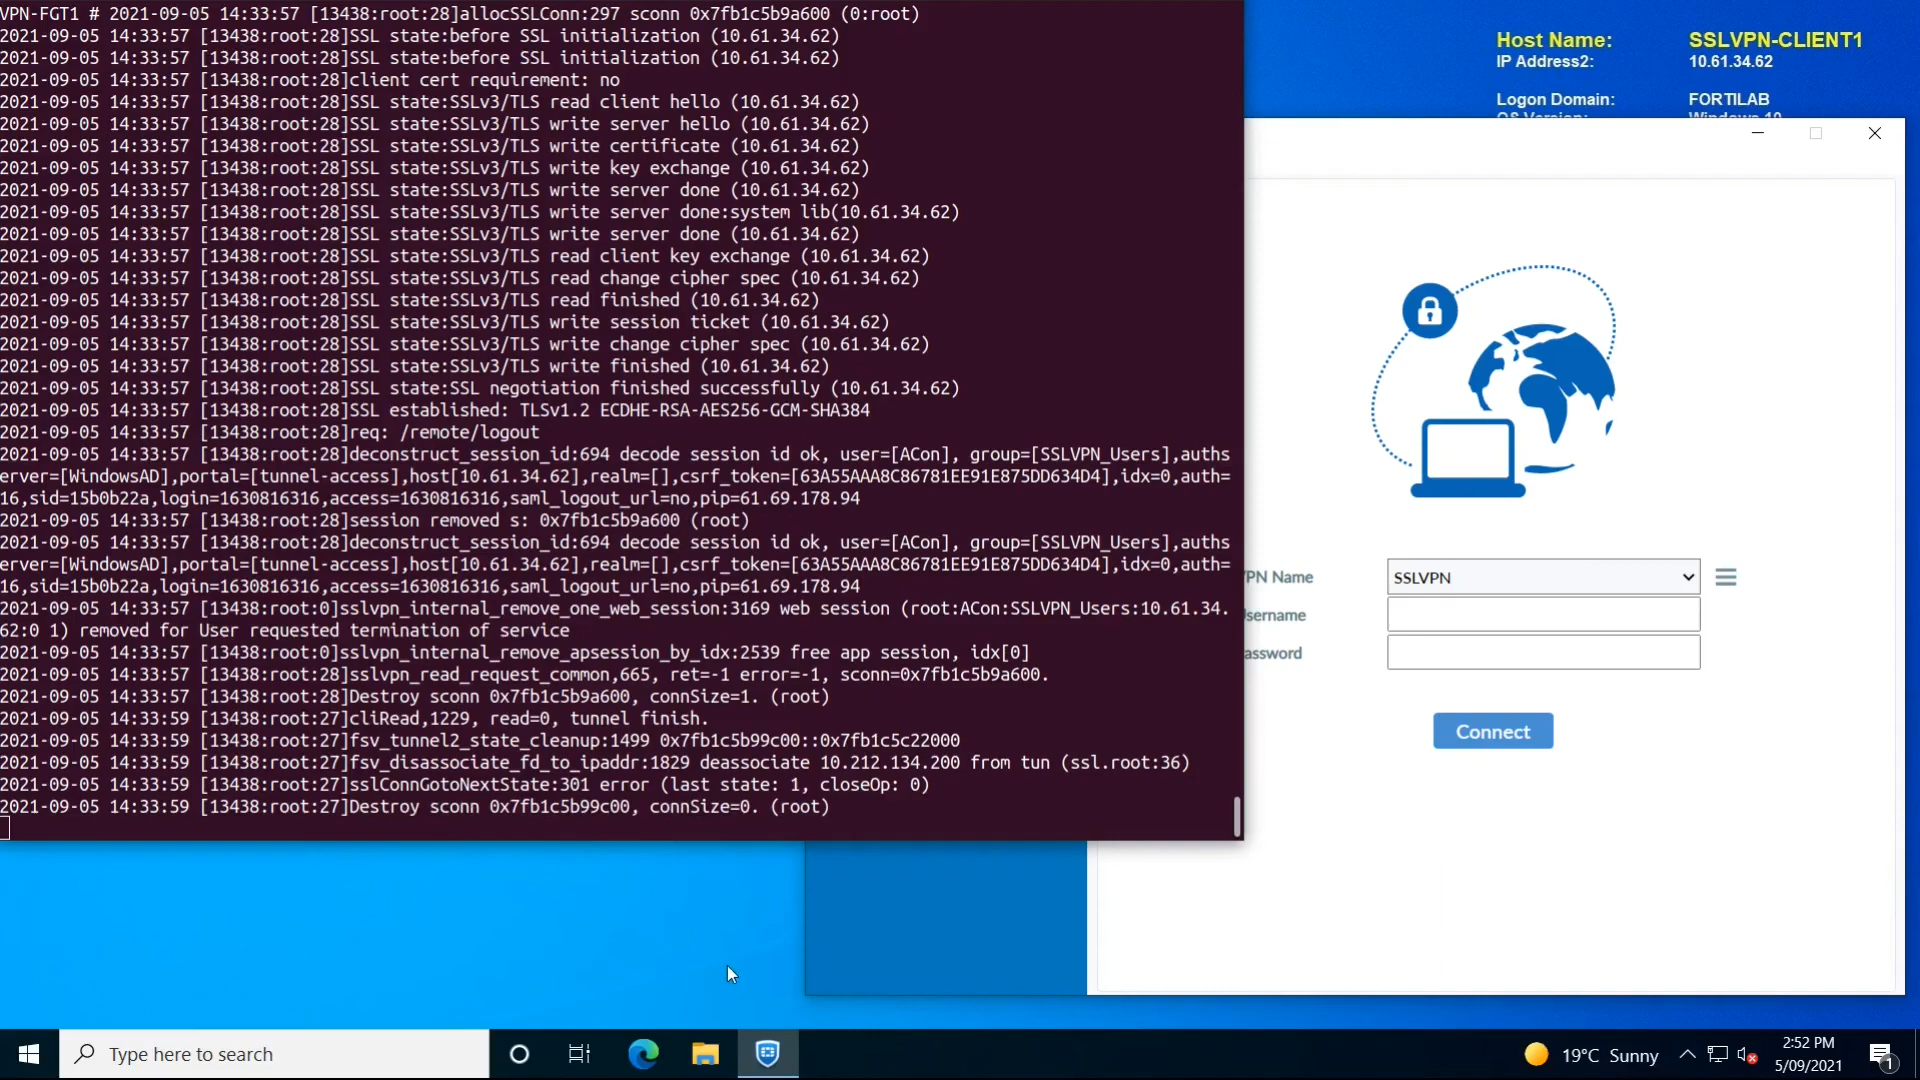 VPN-FGT1 # 2021-09-05 14:33:57 [13438:root:28]allocSSLConn:297 sconn 0x7fb1c5b9a600 (0:root)
2021-09-05 14:33:57 [13438:root:28]SSL state:before SSL initialization (10.61.34.62)
2021-09-05 14:33:57 [13438:root:28]SSL state:before SSL initialization (10.61.34.62)
2021-09-05 14:33:57 [13438:root:28]client cert requirement: no
2021-09-05 14:33:57 [13438:root:28]SSL state:SSLv3/TLS read client hello (10.61.34.62)
2021-09-05 14:33:57 [13438:root:28]SSL state:SSLv3/TLS write server hello (10.61.34.62)
2021-09-05 14:33:57 [13438:root:28]SSL state:SSLv3/TLS write certificate (10.61.34.62)
2021-09-05 14:33:57 [13438:root:28]SSL state:SSLv3/TLS write key exchange (10.61.34.62)
2021-09-05 14:33:57 [13438:root:28]SSL state:SSLv3/TLS write server done (10.61.34.62)
2021-09-05 14:33:57 [13438:root:28]SSL state:SSLv3/TLS write server done:system lib(10.61.34.62)
2021-09-05 14:33:57 [13438:root:28]SSL state:SSLv3/TLS write server done (10.61.34.62)
2021-09-05 14:33:57 [13438:root:28]SSL state:SSLv3/TLS read client key exchange (10.61.34.62)
2021-09-05 14:33:57 [13438:root:28]SSL state:SSLv3/TLS read change cipher spec (10.61.34.62)
2021-09-05 14:33:57 [13438:root:28]SSL state:SSLv3/TLS read finished (10.61.34.62)
2021-09-05 14:33:57 [13438:root:28]SSL state:SSLv3/TLS write session ticket (10.61.34.62)
2021-09-05 14:33:57 [13438:root:28]SSL state:SSLv3/TLS write change cipher spec (10.61.34.62)
2021-09-05 14:33:57 [13438:root:28]SSL state:SSLv3/TLS write finished (10.61.34.62)
2021-09-05 14:33:57 [13438:root:28]SSL state:SSL negotiation finished successfully (10.61.34.62)
2021-09-05 14:33:57 [13438:root:28]SSL established: TLSv1.2 ECDHE-RSA-AES256-GCM-SHA384
2021-09-05 14:33:57 [13438:root:28]req: /remote/logout
2021-09-05 14:33:57 [13438:root:28]deconstruct_session_id:694 decode session id ok, user=[ACon], group=[SSLVPN_Users],auths
erver=[WindowsAD],portal=[tunnel-access],host[10.61.34.62],realm=[],csrf_token=[63A55AAA8C86781EE91E875DD634D4],idx=0,auth=
16,sid=15b0b22a,login=1630816316,access=1630816316,saml_logout_url=no,pip=61.69.178.94
2021-09-05 14:33:57 [13438:root:28]session removed s: 0x7fb1c5b9a600 (root)
2021-09-05 14:33:57 [13438:root:28]deconstruct_session_id:694 decode session id ok, user=[ACon], group=[SSLVPN_Users],auths
erver=[WindowsAD],portal=[tunnel-access],host[10.61.34.62],realm=[],csrf_token=[63A55AAA8C86781EE91E875DD634D4],idx=0,auth=
16,sid=15b0b22a,login=1630816316,access=1630816316,saml_logout_url=no,pip=61.69.178.94
2021-09-05 14:33:57 [13438:root:0]sslvpn_internal_remove_one_web_session:3169 web session (root:ACon:SSLVPN_Users:10.61.34.
62:0 1) removed for User requested termination of service
2021-09-05 14:33:57 [13438:root:0]sslvpn_internal_remove_apsession_by_idx:2539 free app session, idx[0]
2021-09-05 14:33:57 [13438:root:28]sslvpn_read_request_common,665, ret=-1 error=-1, sconn=0x7fb1c5b9a600.
2021-09-05 14:33:57 [13438:root:28]Destroy sconn 0x7fb1c5b9a600, connSize=1. (root)
2021-09-05 14:33:59 [13438:root:27]cliRead,1229, read=0, tunnel finish.
2021-09-05 14:33:59 [13438:root:27]fsv_tunnel2_state_cleanup:1499 0x7fb1c5b99c00::0x7fb1c5c22000
2021-09-05 14:33:59 [13438:root:27]fsv_disassociate_fd_to_ipaddr:1829 deassociate 10.212.134.200 from tun (ssl.root:36)
2021-09-05 14:33:59 [13438:root:27]sslConnGotoNextState:301 error (last state: 1, closeOp: 0)
2021-09-05 14:33:59 [13438:root:27]Destroy sconn 0x7fb1c5b99c00, connSize=0. (root)
Host Name: SSLVPN-CLIENT1
IP Address2: 10.61.34.62
Logon Domain: FORTILAB
OS Version: Windows 10
PN Name SSLVPN
sername
assword
Connect
Type here to search
19°C Sunny
2:52 PM
5/09/2021
1